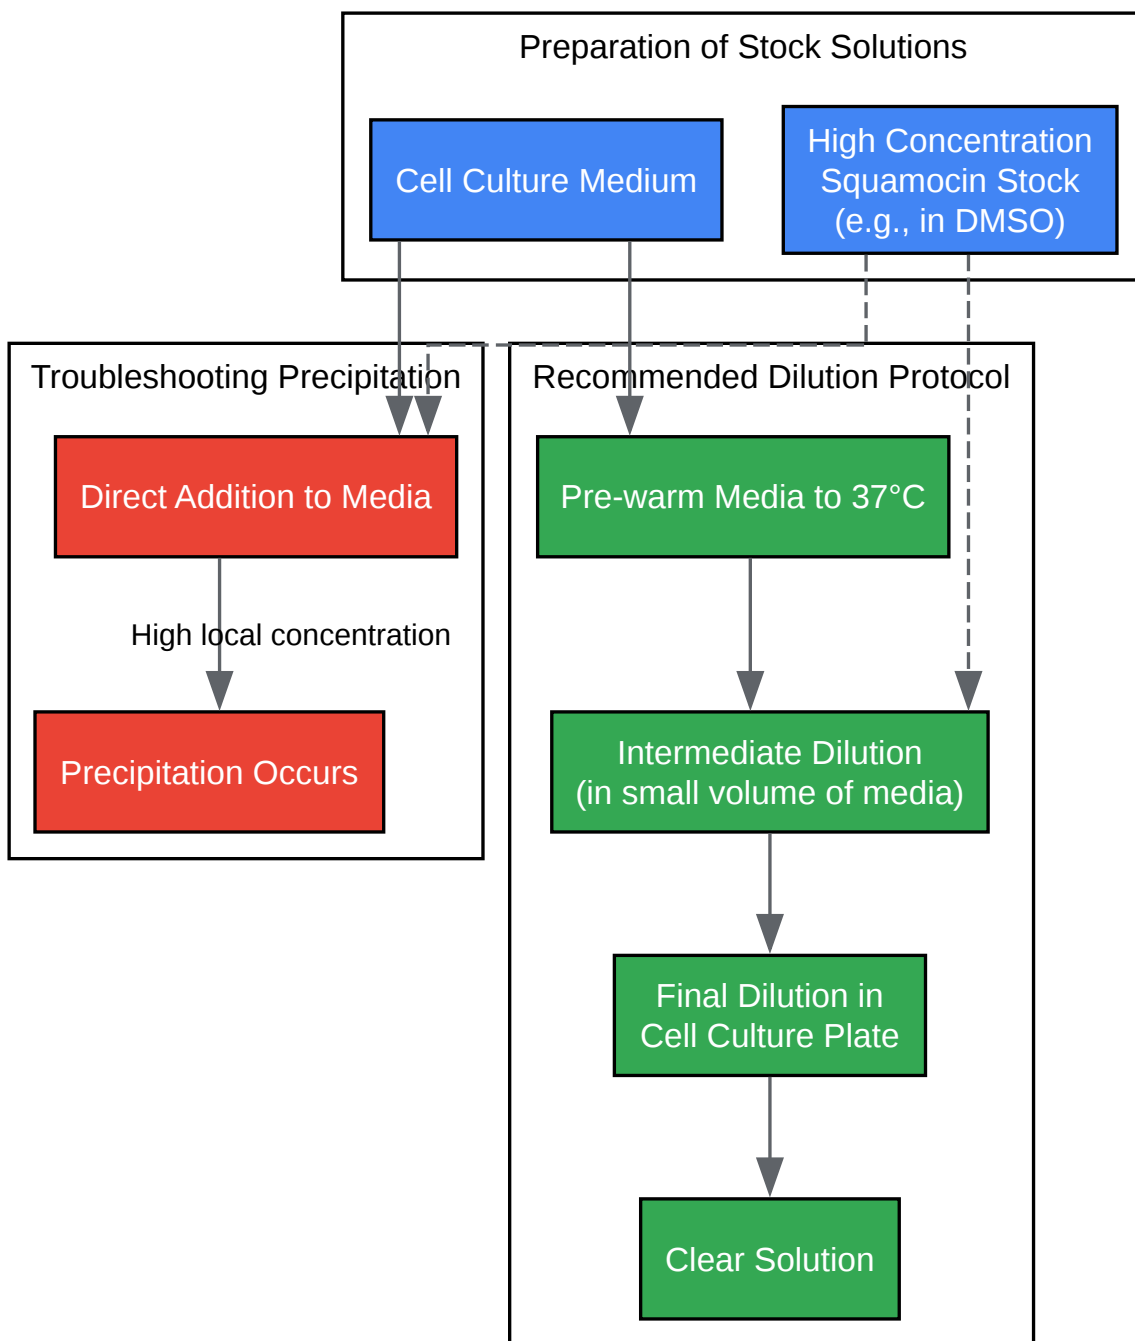 Preparation of Stock Solutions
Cell Culture Medium
High Concentration
Squamocin Stock
(e.g., in DMSO)
Troubleshooting Precipitation
Direct Addition to Media
High local concentration
Precipitation Occurs
Recommended Dilution Protocol
Pre-warm Media to 37°C
Intermediate Dilution
(in small volume of media)
Final Dilution in
Cell Culture Plate
Clear Solution